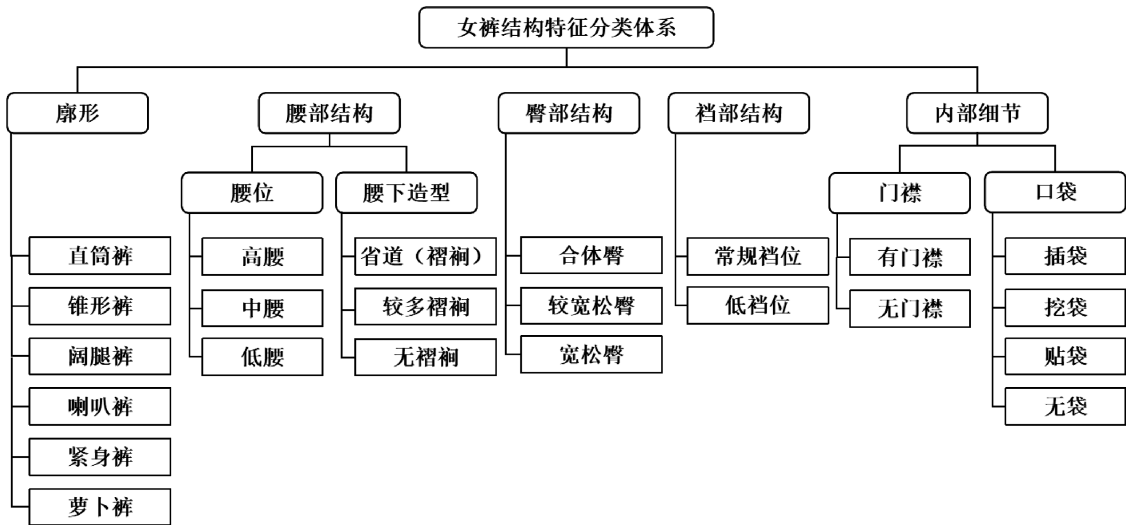 女裤结构特征分类体系
廓形
腰部结构
臀部结构
裆部结构
内部细节
腰位
腰下造型
门襟
口袋
直筒裤
高腰
省道（褶裥）
合体臀
常规裆位
有门襟
插袋
锥形裤
中腰
较多褶裥
较宽松臀
低裆位
无门襟
挖袋
阔腿裤
低腰
无褶裥
宽松臀
贴袋
喇叭裤
无袋
紧身裤
萝卜裤